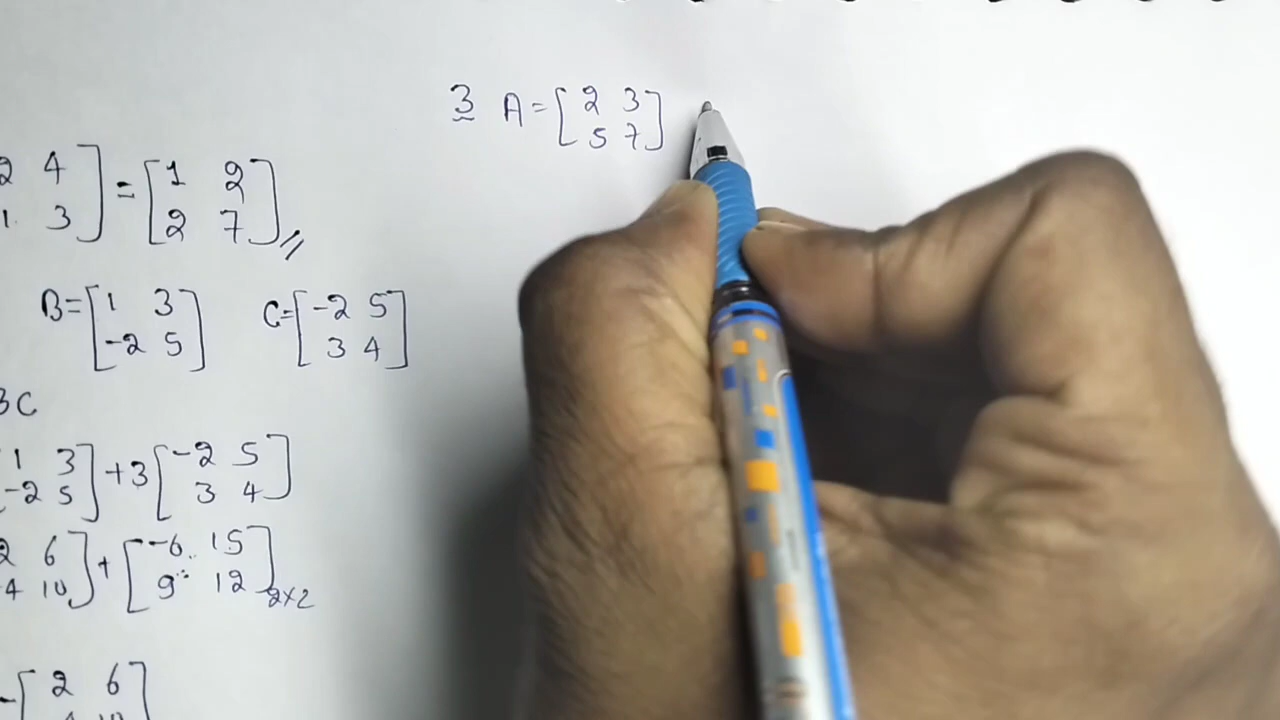 3 A = [ 2 3
5 7 ]
2 4 ] = [ 1 2
1 3 ] [ 2 7 ] //
B = [ 1 3 C = [ -2 5
-2 5 ] 3 4 ]
3C
1 3 ] + 3 [ -2 5
-2 5 3 4 ]
2 6 ] + [ -6 15
-4 10 9 12 ] 2×2
- [ 2 6